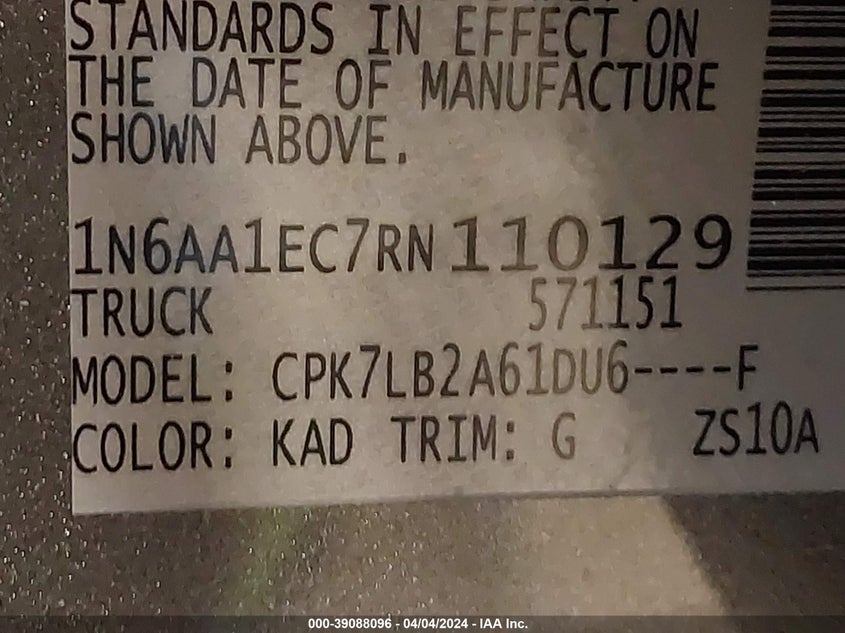 STANDARDS IN EFFECT ON
THE DATE OF MANUFACTURE
SHOWN ABOVE.
1N6AA1EC7RN110129
TRUCK 571151
MODEL: CPK7LB2A61DU6----F
COLOR: KAD TRIM: G ZS10A
000-39088096 - 04/04/2024 - IAA Inc.